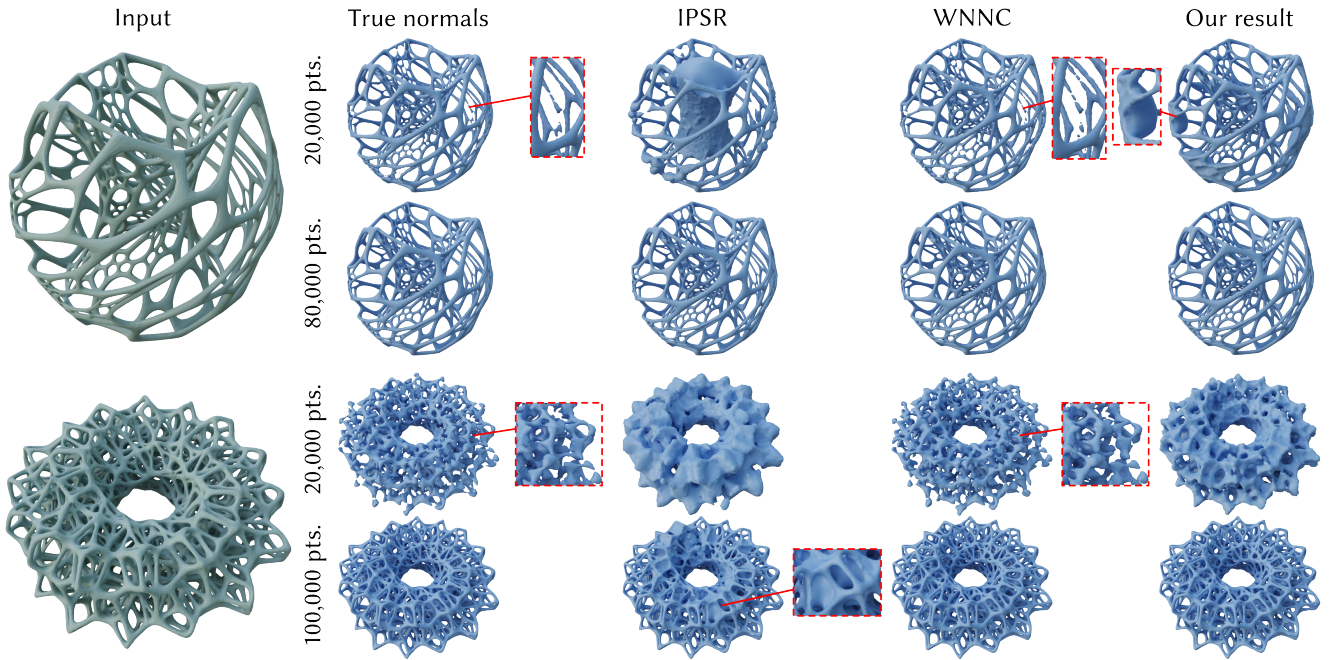 Input
True normals
IPSR
WNNC
Our result
20,000 pts.
80,000 pts.
20,000 pts.
100,000 pts.